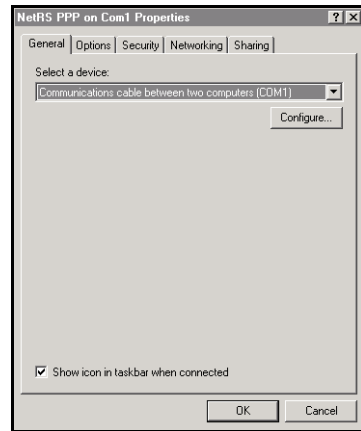 NetRS PPP on Com1 Properties
General Options Security Networking Sharing
Select a device:
Communications cable between two computers (COM1)
Configure...
Show icon in taskbar when connected
OK Cancel